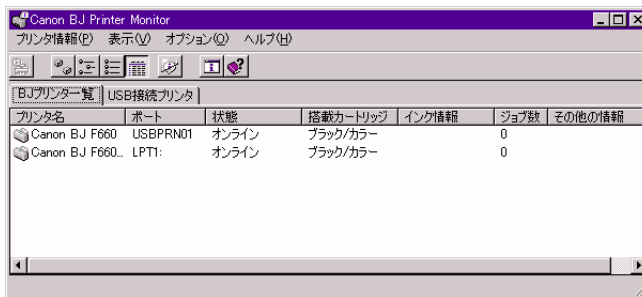 Canon BJ Printer Monitor
プリンタ情報(P) 表示(V) オプション(O) ヘルプ(H)
BJプリンタ一覧 USB接続プリンタ
プリンタ名 ポート 状態 搭載カートリッジ インク情報 ジョブ数 その他の情報
Canon BJ F660 USBPRN01 オンライン ブラック/カラー 0
Canon BJ F660... LPT1: オンライン ブラック/カラー 0